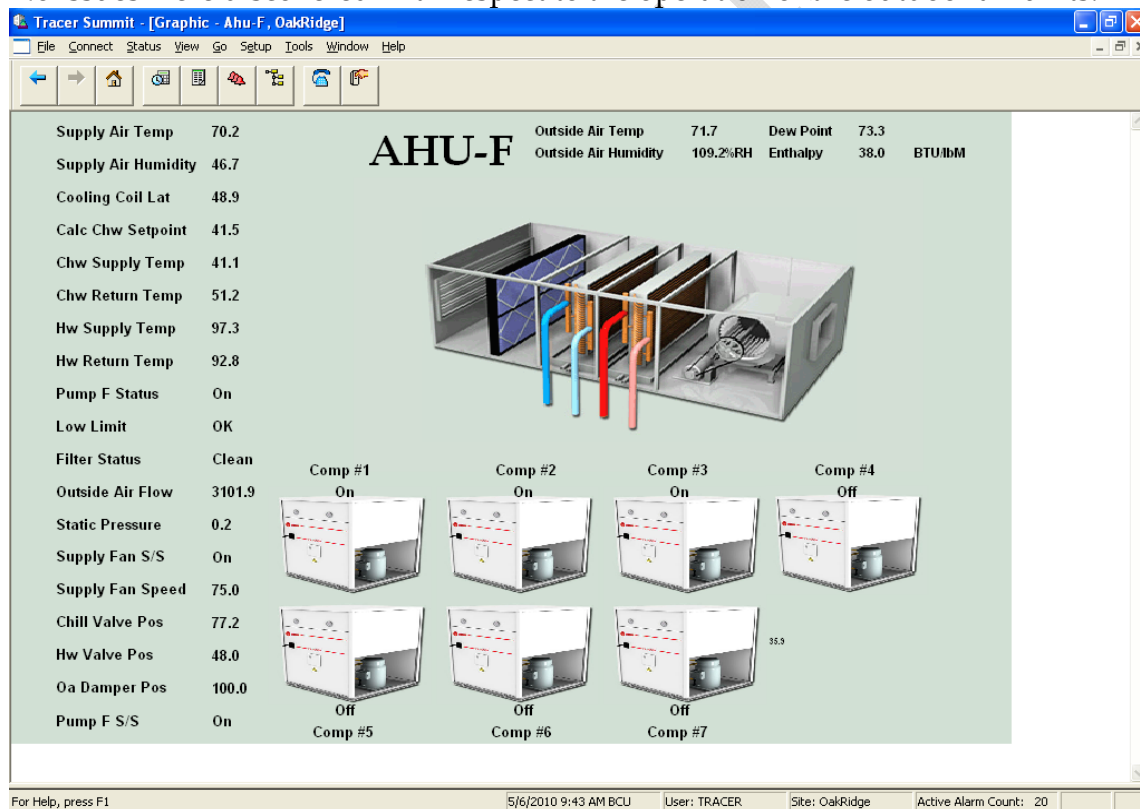 Tracer Summit - [Graphic - Ahu-F, OakRidge]
File Connect Status View Go Setup Tools Window Help
AHU-F
Outside Air Temp 71.7 Dew Point 73.3
Outside Air Humidity 109.2%RH Enthalpy 38.0 BTU/lbM
Supply Air Temp 70.2
Supply Air Humidity 46.7
Cooling Coil Lat 48.9
Calc Chw Setpoint 41.5
Chw Supply Temp 41.1
Chw Return Temp 51.2
Hw Supply Temp 97.3
Hw Return Temp 92.8
Pump F Status On
Low Limit OK
Filter Status Clean
Outside Air Flow 3101.9
Static Pressure 0.2
Supply Fan S/S On
Supply Fan Speed 75.0
Chill Valve Pos 77.2
Hw Valve Pos 48.0
Oa Damper Pos 100.0
Pump F S/S On
Comp #1 Comp #2 Comp #3 Comp #4
On On On Off
35.9
Off Off Off
Comp #5 Comp #6 Comp #7
For Help, press F1 5/6/2010 9:43 AM BCU User: TRACER Site: OakRidge Active Alarm Count: 20